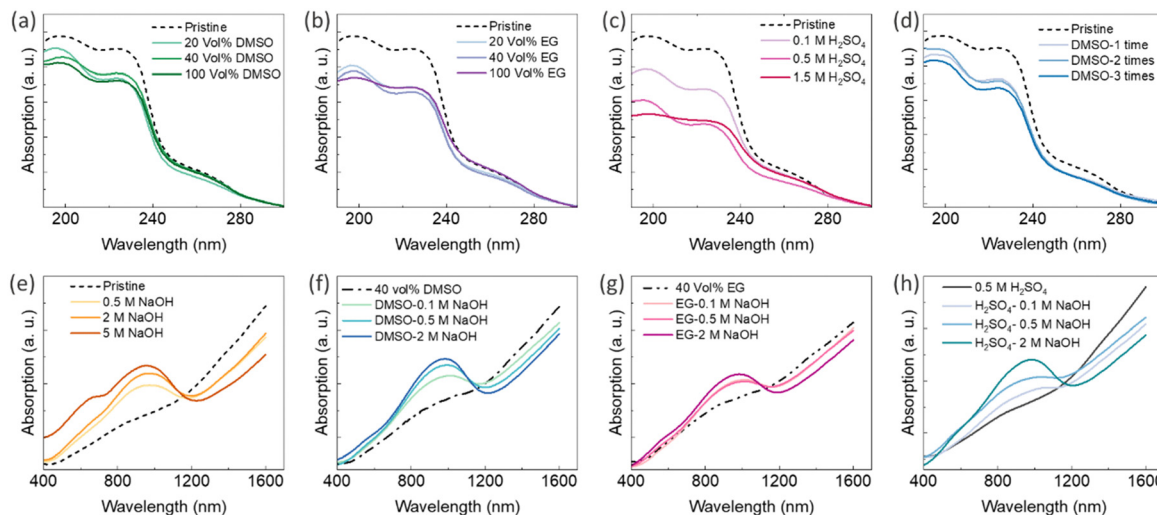 (a)
Pristine
20 Vol% DMSO
40 Vol% DMSO
100 Vol% DMSO
Absorption (a. u.)
200 240 280
Wavelength (nm)
(b)
Pristine
20 Vol% EG
40 Vol% EG
100 Vol% EG
Absorption (a. u.)
200 240 280
Wavelength (nm)
(c)
Pristine
0.1 M H₂SO₄
0.5 M H₂SO₄
1.5 M H₂SO₄
Absorption (a. u.)
200 240 280
Wavelength (nm)
(d)
Pristine
DMSO-1 time
DMSO-2 times
DMSO-3 times
Absorption (a. u.)
200 240 280
Wavelength (nm)
(e)
Pristine
0.5 M NaOH
2 M NaOH
5 M NaOH
Absorption (a. u.)
400 800 1200 1600
Wavelength (nm)
(f)
40 vol% DMSO
DMSO-0.1 M NaOH
DMSO-0.5 M NaOH
DMSO-2 M NaOH
Absorption (a. u.)
400 800 1200 1600
Wavelength (nm)
(g)
40 Vol% EG
EG-0.1 M NaOH
EG-0.5 M NaOH
EG-2 M NaOH
Absorption (a. u.)
400 800 1200 1600
Wavelength (nm)
(h)
0.5 M H₂SO₄
H₂SO₄- 0.1 M NaOH
H₂SO₄- 0.5 M NaOH
H₂SO₄- 2 M NaOH
Absorption (a. u.)
400 800 1200 1600
Wavelength (nm)